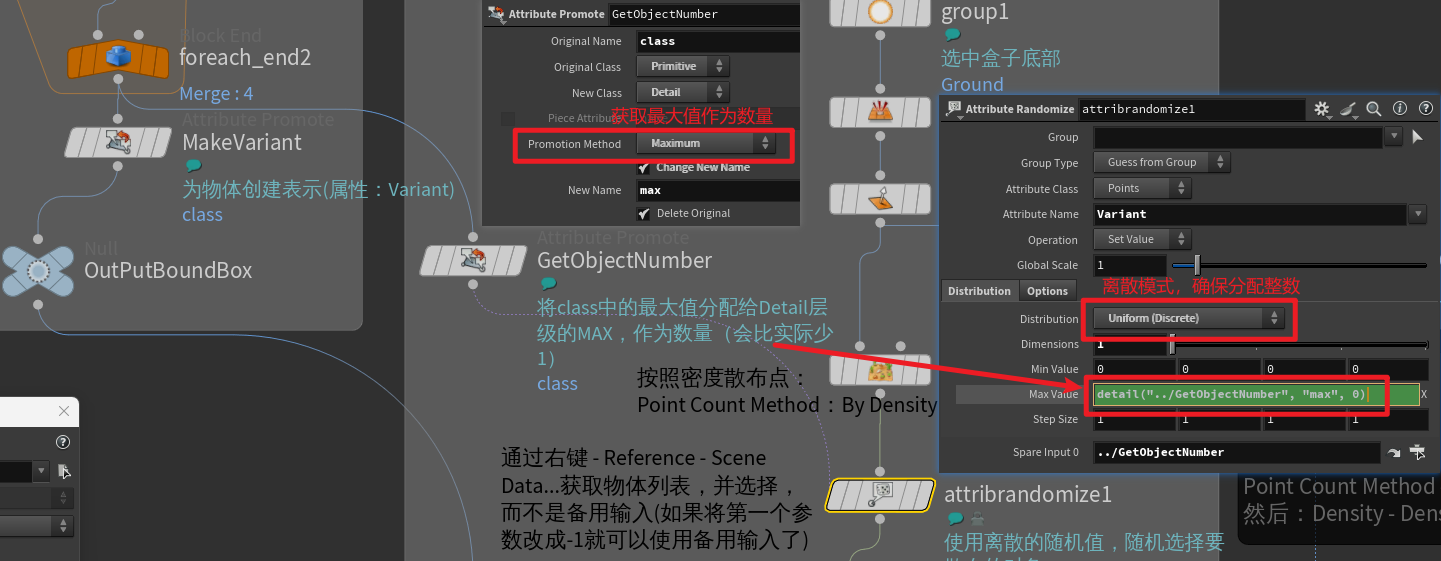 Block End
foreach_end2
Merge : 4
Attribute Promote
MakeVariant
为物体创建表示(属性：Variant)
class
Null
OutPutBoundBox
Attribute Promote GetObjectNumber
Original Name class
Original Class Primitive
New Class Detail
Piece Attribute
获取最大值作为数量
Promotion Method Maximum
Change New Name
New Name max
Delete Original
Attribute Promote
GetObjectNumber
将class中的最大值分配给Detail层
级的MAX，作为数量（会比实际少
1）
class
按照密度散布点：
Point Count Method：By Density
通过右键 - Reference - Scene
Data...获取物体列表，并选择，
而不是备用输入(如果将第一个参
数改成-1就可以使用备用输入了)
group1
选中盒子底部
Ground
Attribute Randomize attribrandomize1
Group
Group Type Guess from Group
Attribute Class Points
Attribute Name Variant
Operation Set Value
Global Scale 1
离散模式，确保分配整数
Distribution Options
Distribution Uniform (Discrete)
Dimensions 1
Min Value 0 0 0 0
Max Value detail("../GetObjectNumber", "max", 0) X
Step Size 1 1 1 1
Spare Input 0 ../GetObjectNumber
attribrandomize1
使用离散的随机值，随机选择要
Point Count Method
然后：Density - Dens